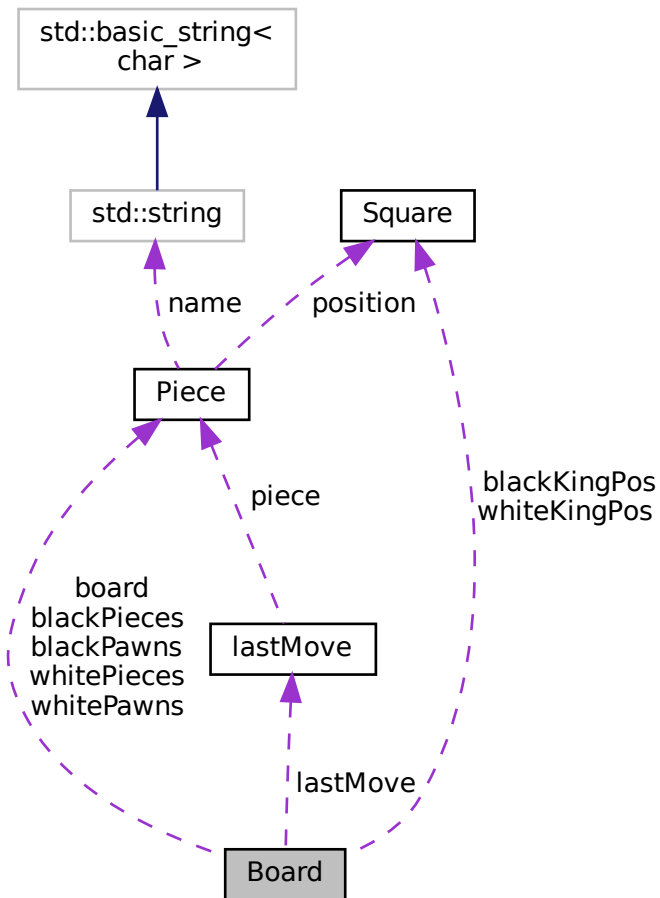 std::basic_string<
char >
std::string
Square
name
position
Piece
blackKingPos
whiteKingPos
piece
board
blackPieces
blackPawns
whitePieces
whitePawns
lastMove
lastMove
Board